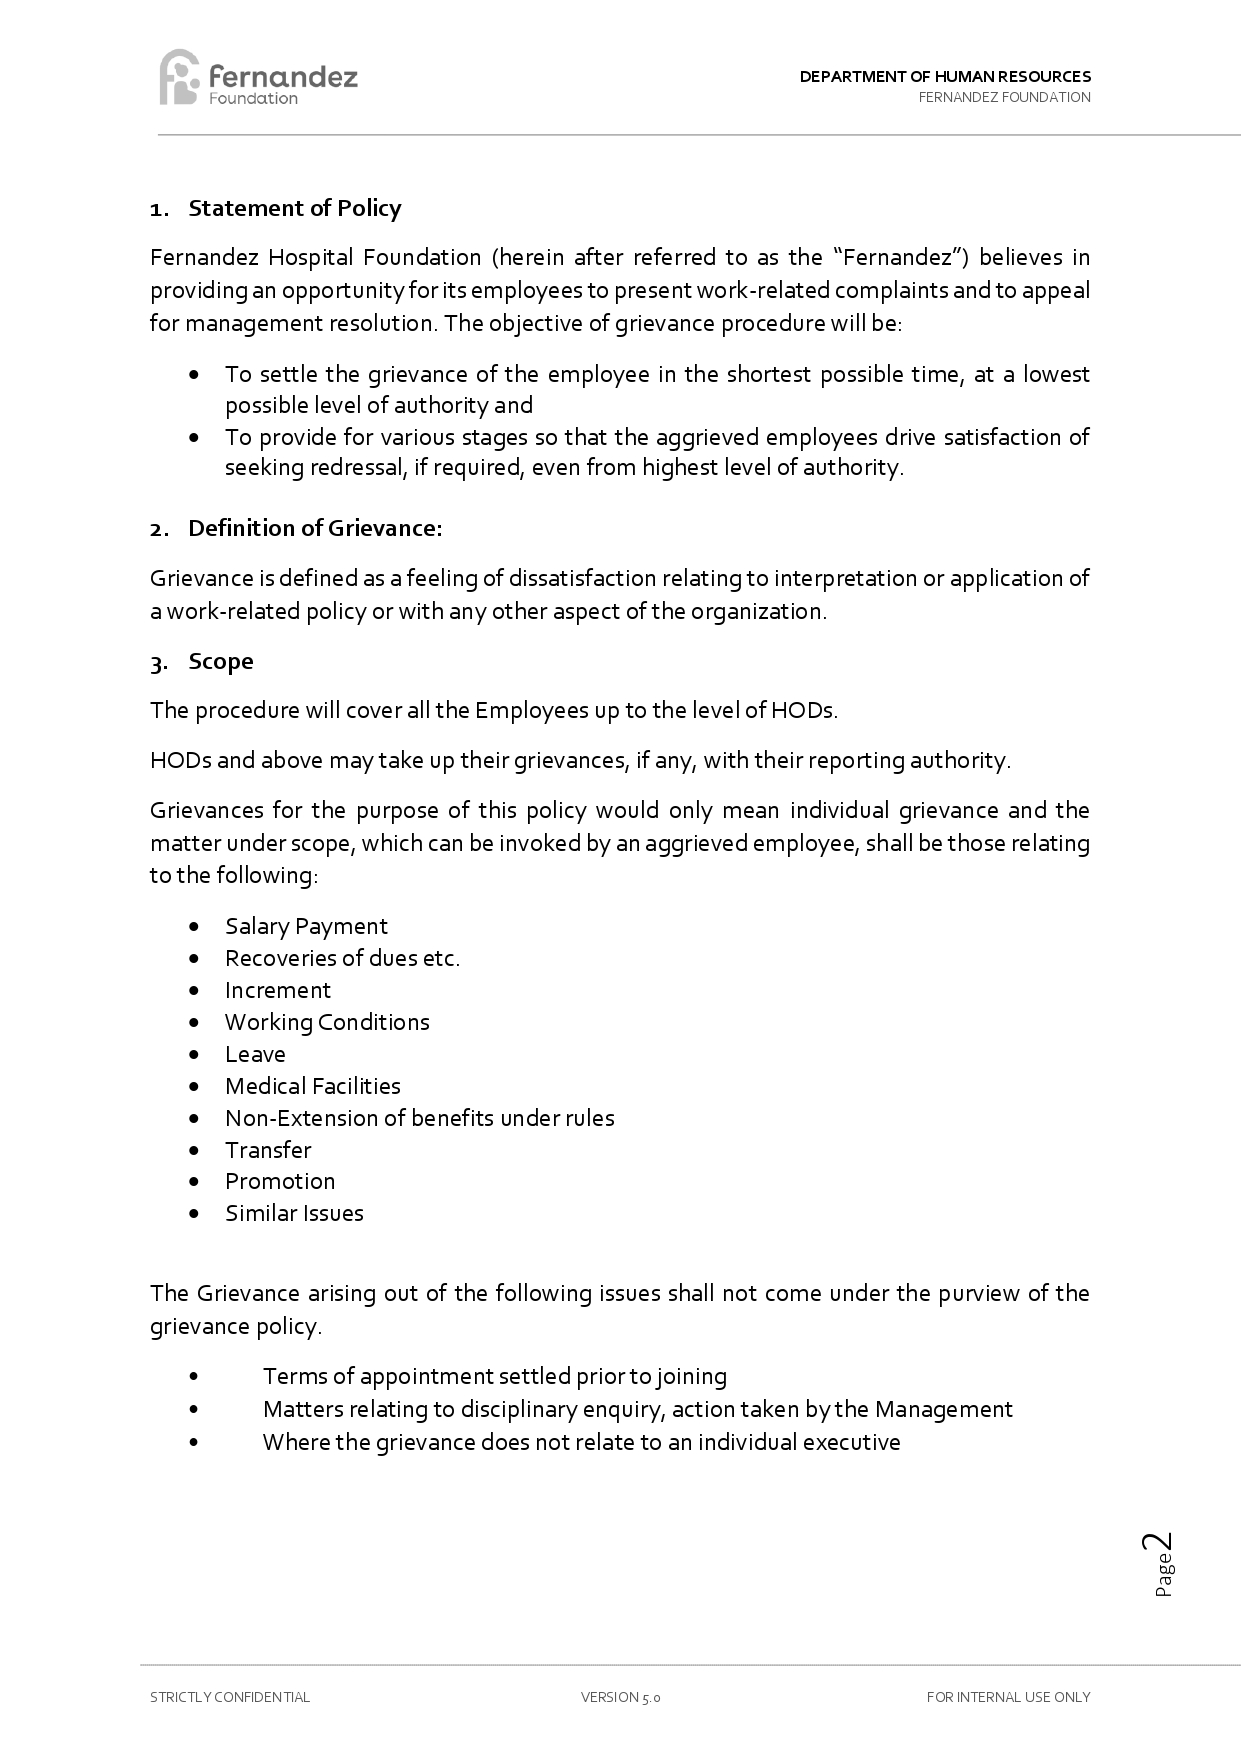 fernandez
Foundation
DEPARTMENT OF HUMAN RESOURCES
FERNANDEZ FOUNDATION
1. Statement of Policy
Fernandez Hospital Foundation (herein after referred to as the “Fernandez”) believes in
providing an opportunity for its employees to present work-related complaints and to appeal
for management resolution. The objective of grievance procedure will be:
• To settle the grievance of the employee in the shortest possible time, at a lowest
possible level of authority and
• To provide for various stages so that the aggrieved employees drive satisfaction of
seeking redressal, if required, even from highest level of authority.
2. Definition of Grievance:
Grievance is defined as a feeling of dissatisfaction relating to interpretation or application of
a work-related policy or with any other aspect of the organization.
3. Scope
The procedure will cover all the Employees up to the level of HODs.
HODs and above may take up their grievances, if any, with their reporting authority.
Grievances for the purpose of this policy would only mean individual grievance and the
matter under scope, which can be invoked by an aggrieved employee, shall be those relating
to the following:
• Salary Payment
• Recoveries of dues etc.
• Increment
• Working Conditions
• Leave
• Medical Facilities
• Non-Extension of benefits under rules
• Transfer
• Promotion
• Similar Issues
The Grievance arising out of the following issues shall not come under the purview of the
grievance policy.
• Terms of appointment settled prior to joining
• Matters relating to disciplinary enquiry, action taken by the Management
• Where the grievance does not relate to an individual executive
Page2
STRICTLY CONFIDENTIAL
VERSION 5.0
FOR INTERNAL USE ONLY